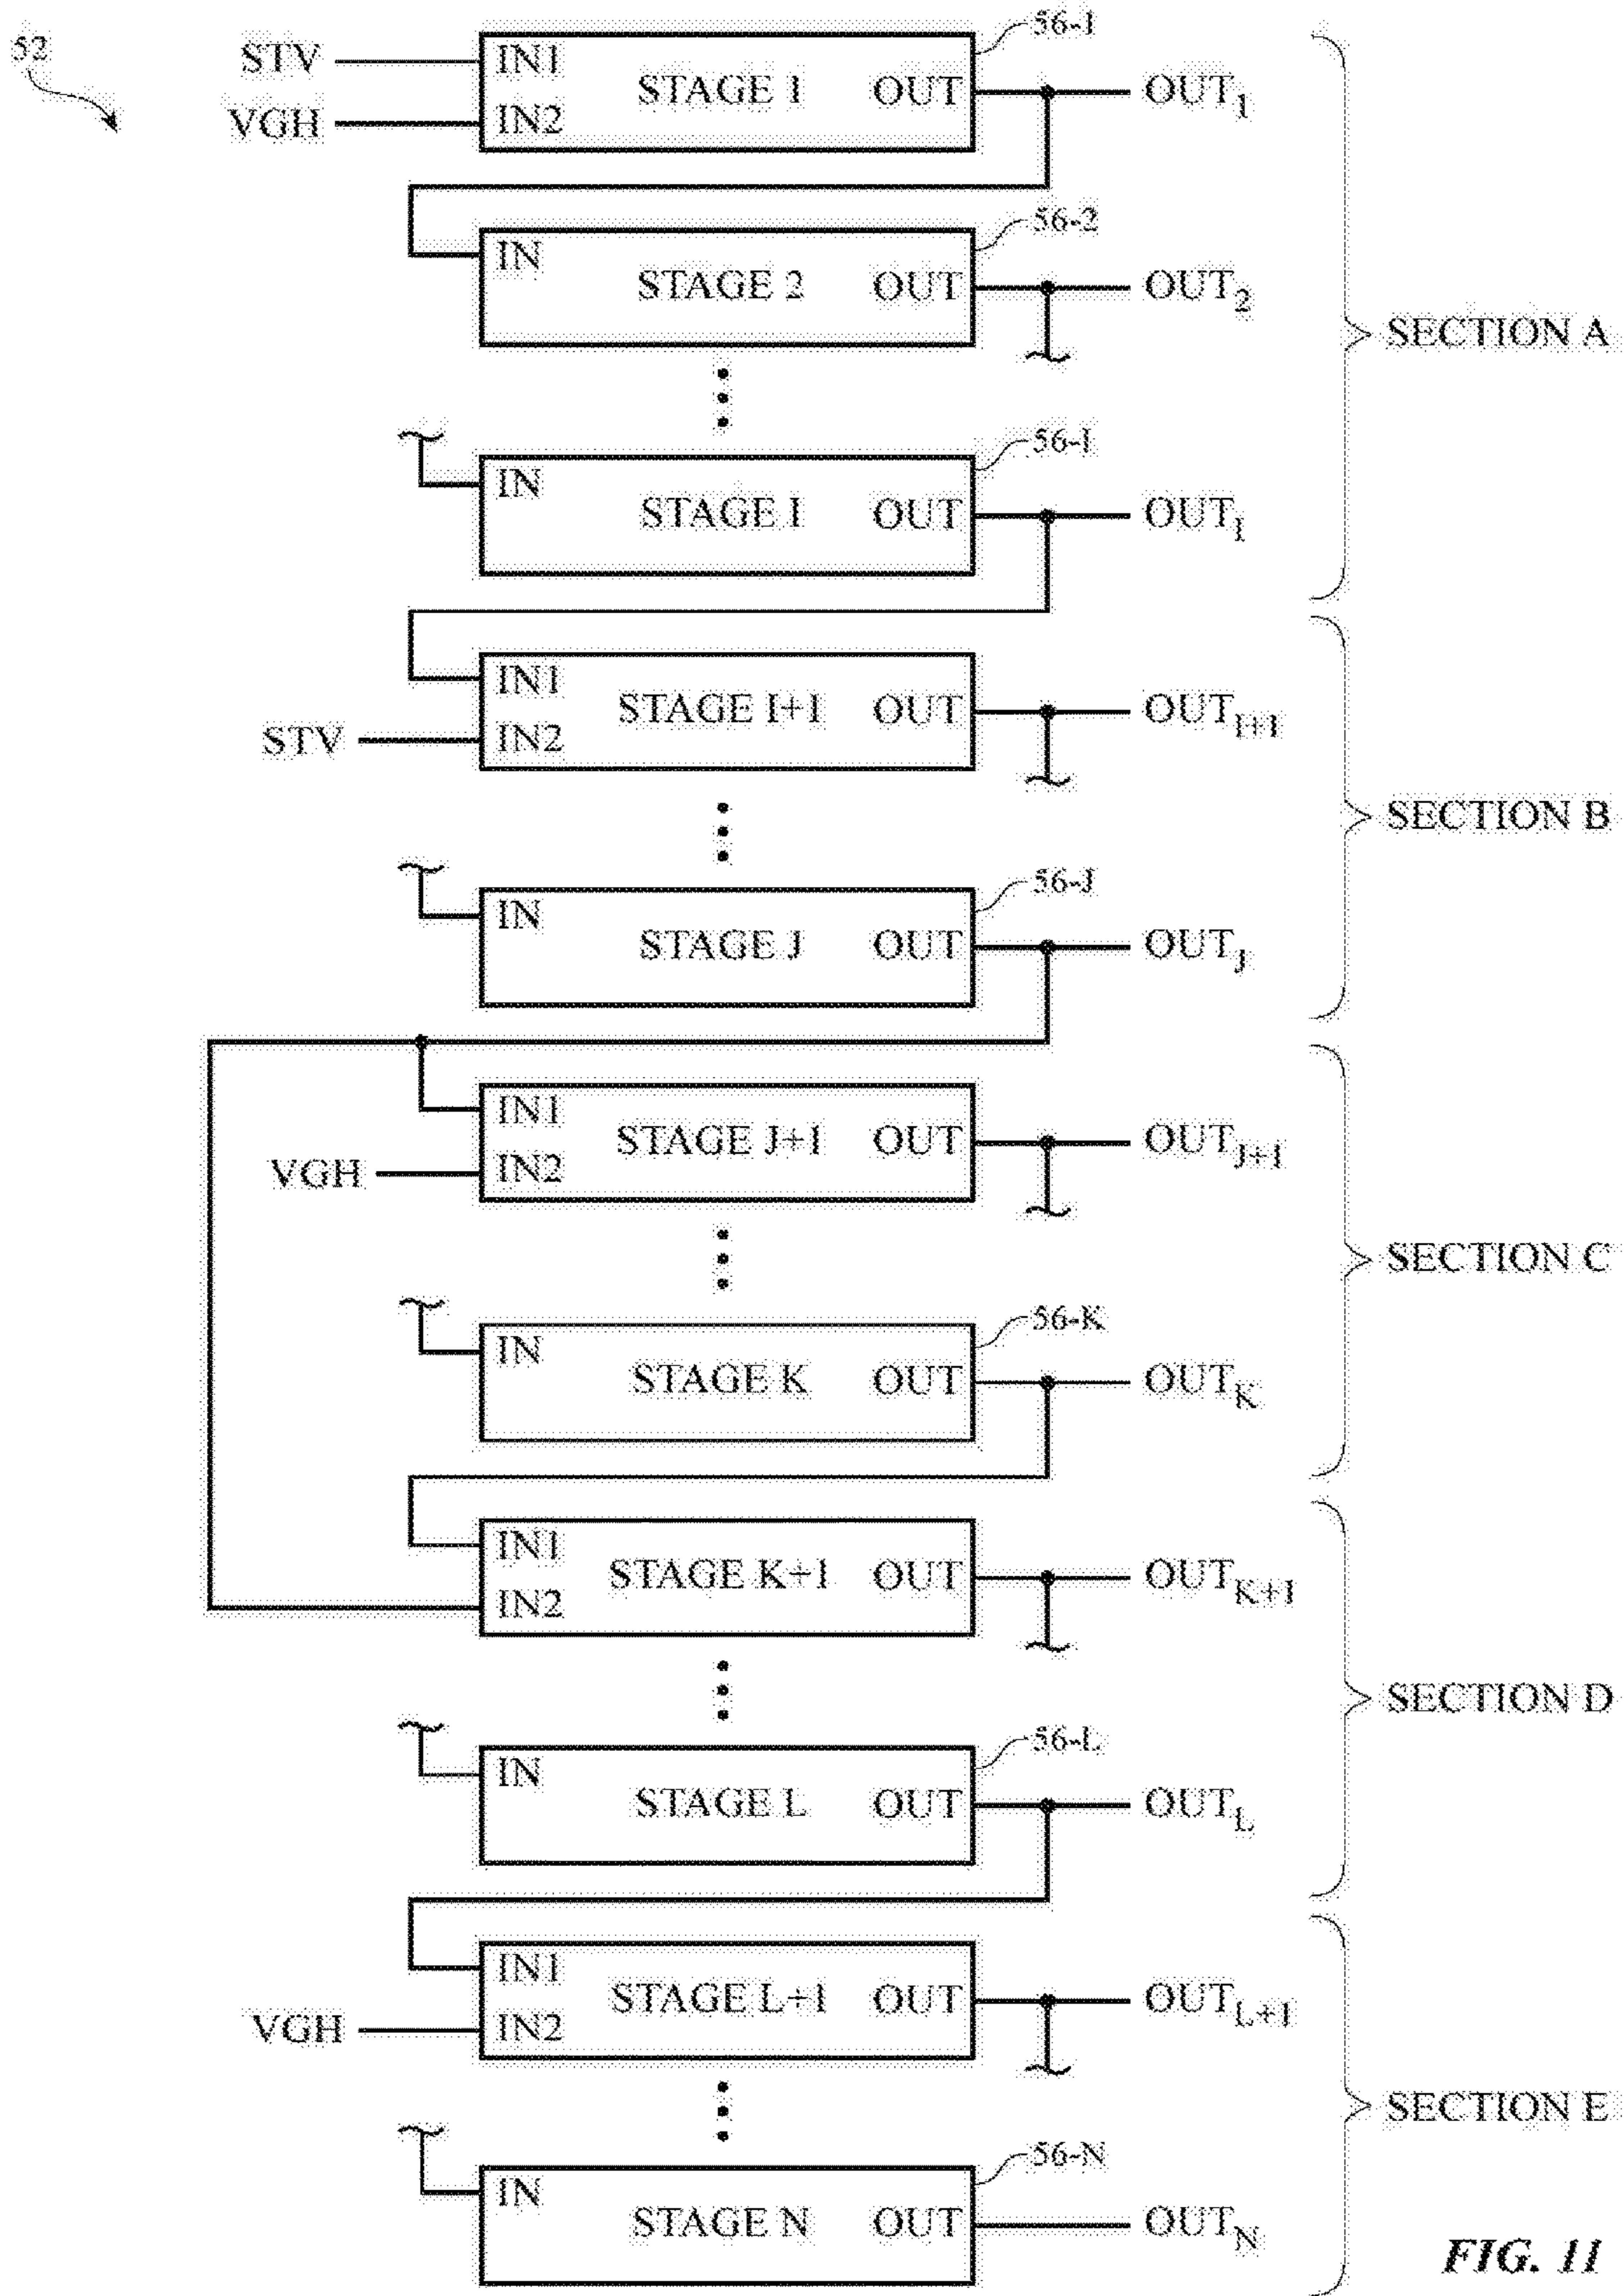 52
56-1
STV
IN1
STAGE 1
OUT
OUT1
VGH
IN2
56-2
IN
STAGE 2
OUT
OUT2
SECTION A
56-I
IN
STAGE I
OUT
OUTI
IN1
STAGE I+1
OUT
OUTI+1
STV
IN2
SECTION B
56-J
IN
STAGE J
OUT
OUTJ
IN1
STAGE J+1
OUT
OUTJ+1
VGH
IN2
SECTION C
56-K
IN
STAGE K
OUT
OUTK
IN1
STAGE K+1
OUT
OUTK+1
IN2
SECTION D
56-L
IN
STAGE L
OUT
OUTL
IN1
STAGE L+1
OUT
OUTL+1
VGH
IN2
SECTION E
56-N
IN
STAGE N
OUT
OUTN
FIG. 11